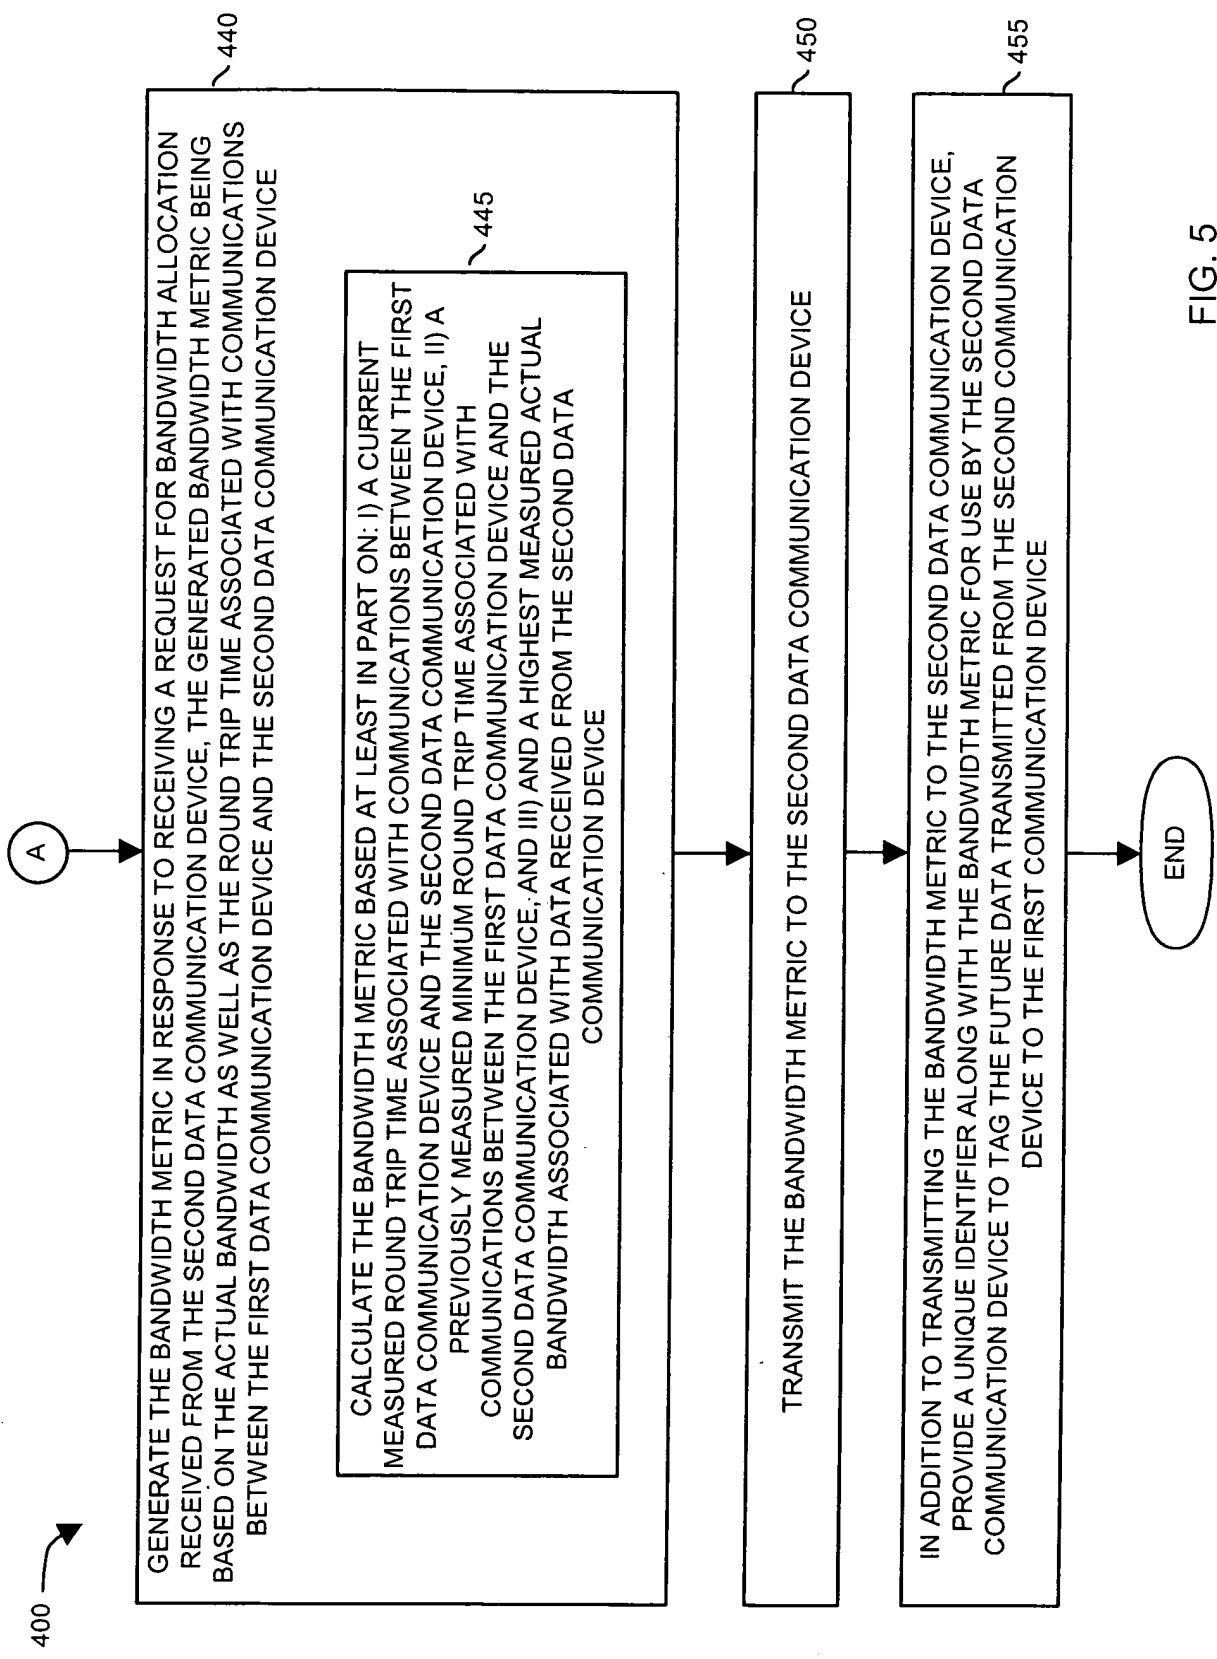 400
A
440
GENERATE THE BANDWIDTH METRIC IN RESPONSE TO RECEIVING A REQUEST FOR BANDWIDTH ALLOCATION
RECEIVED FROM THE SECOND DATA COMMUNICATION DEVICE, THE GENERATED BANDWIDTH METRIC BEING
BASED ON THE ACTUAL BANDWIDTH AS WELL AS THE ROUND TRIP TIME ASSOCIATED WITH COMMUNICATIONS
BETWEEN THE FIRST DATA COMMUNICATION DEVICE AND THE SECOND DATA COMMUNICATION DEVICE
445
CALCULATE THE BANDWIDTH METRIC BASED AT LEAST IN PART ON: I) A CURRENT
MEASURED ROUND TRIP TIME ASSOCIATED WITH COMMUNICATIONS BETWEEN THE FIRST
DATA COMMUNICATION DEVICE AND THE SECOND DATA COMMUNICATION DEVICE, II) A
PREVIOUSLY MEASURED MINIMUM ROUND TRIP TIME ASSOCIATED WITH
COMMUNICATIONS BETWEEN THE FIRST DATA COMMUNICATION DEVICE AND THE
SECOND DATA COMMUNICATION DEVICE, AND III) AND A HIGHEST MEASURED ACTUAL
BANDWIDTH ASSOCIATED WITH DATA RECEIVED FROM THE SECOND DATA
COMMUNICATION DEVICE
450
TRANSMIT THE BANDWIDTH METRIC TO THE SECOND DATA COMMUNICATION DEVICE
455
IN ADDITION TO TRANSMITTING THE BANDWIDTH METRIC TO THE SECOND DATA COMMUNICATION DEVICE,
PROVIDE A UNIQUE IDENTIFIER ALONG WITH THE BANDWIDTH METRIC FOR USE BY THE SECOND DATA
COMMUNICATION DEVICE TO TAG THE FUTURE DATA TRANSMITTED FROM THE SECOND COMMUNICATION
DEVICE TO THE FIRST COMMUNICATION DEVICE
END
FIG. 5